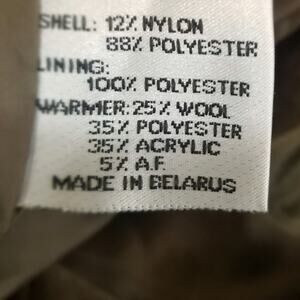 SHELL: 12% NYLON
88% POLYESTER
LINING:
100% POLYESTER
WARMER: 25% WOOL
35% POLYESTER
35% ACRYLIC
5% A.F.
MADE IN BELARUS